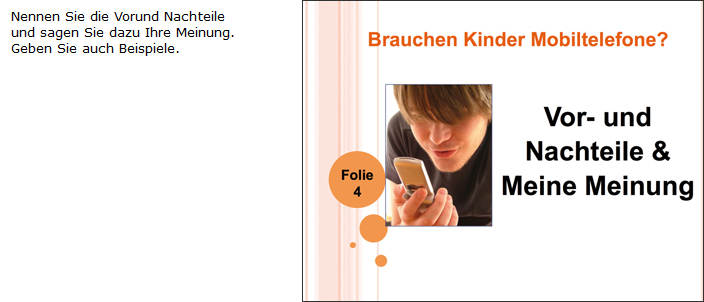 Nennen Sie die Vorund Nachteile
und sagen Sie dazu Ihre Meinung.
Geben Sie auch Beispiele.
Brauchen Kinder Mobiltelefone?
Vor- und
Nachteile &
Meine Meinung
Folie
4